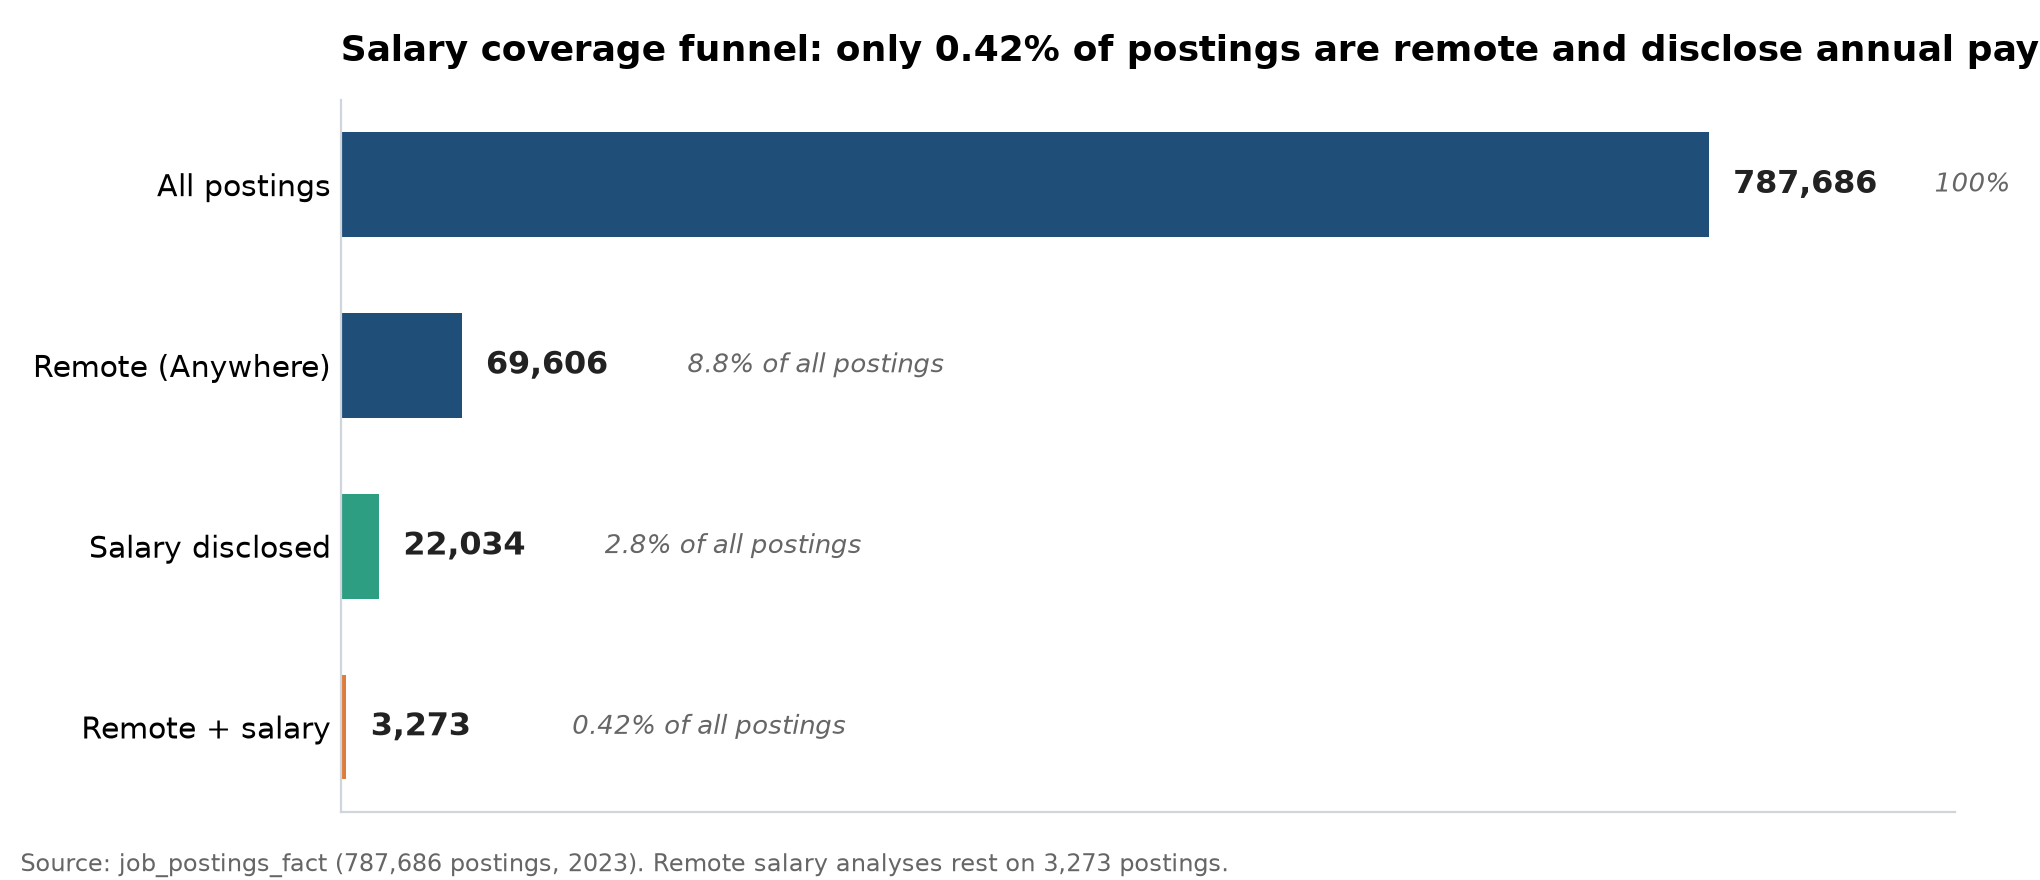 Salary coverage funnel: only 0.42% of postings are remote and disclose annual pay
All postings 787,686 100%
Remote (Anywhere) 69,606 8.8% of all postings
Salary disclosed 22,034 2.8% of all postings
Remote + salary 3,273 0.42% of all postings
Source: job_postings_fact (787,686 postings, 2023). Remote salary analyses rest on 3,273 postings.